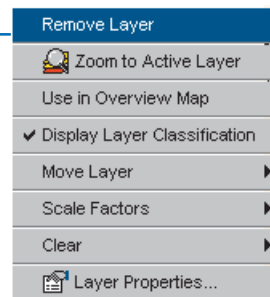 Remove Layer
Zoom to Active Layer
Use in Overview Map
Display Layer Classification
Move Layer
Scale Factors
Clear
Layer Properties...